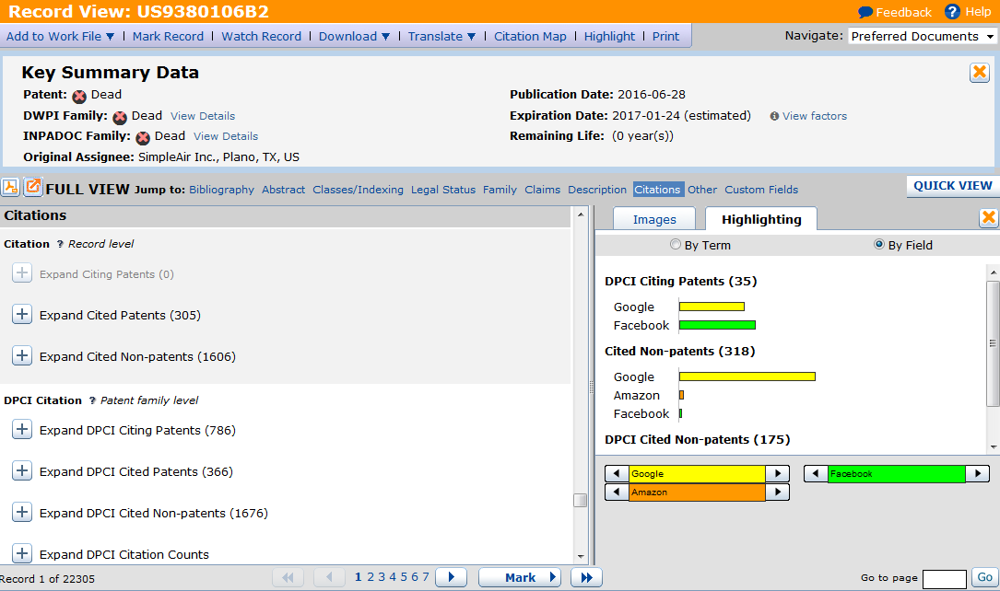 Record View: US9380106B2
Feedback ? Help
Add to Work File ▼ | Mark Record | Watch Record | Download ▼ | Translate ▼ | Citation Map | Highlight | Print
Navigate: Preferred Documents
Key Summary Data
Patent: Dead
DWPI Family: Dead View Details
INPADOC Family: Dead View Details
Original Assignee: SimpleAir Inc., Plano, TX, US
Publication Date: 2016-06-28
Expiration Date: 2017-01-24 (estimated) View factors
Remaining Life: (0 year(s))
FULL VIEW Jump to: Bibliography Abstract Classes/Indexing Legal Status Family Claims Description Citations Other Custom Fields
QUICK VIEW
Citations
Citation ? Record level
Expand Citing Patents (0)
Expand Cited Patents (305)
Expand Cited Non-patents (1606)
DPCI Citation ? Patent family level
Expand DPCI Citing Patents (786)
Expand DPCI Cited Patents (366)
Expand DPCI Cited Non-patents (1676)
Expand DPCI Citation Counts
Images Highlighting
By Term By Field
DPCI Citing Patents (35)
Google
Facebook
Cited Non-patents (318)
Google
Amazon
Facebook
DPCI Cited Non-patents (175)
Google Facebook
Amazon
Record 1 of 22305
1 2 3 4 5 6 7
Mark
Go to page Go